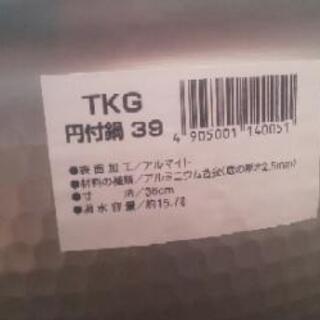 TKG
円付鍋 39
4 905001 140051
●表面加工/アルマイト
●材料の種類/アルミニウム合金(底の厚さ2.5mm)
●寸 法/36cm
●満水容量/約15.7ℓ